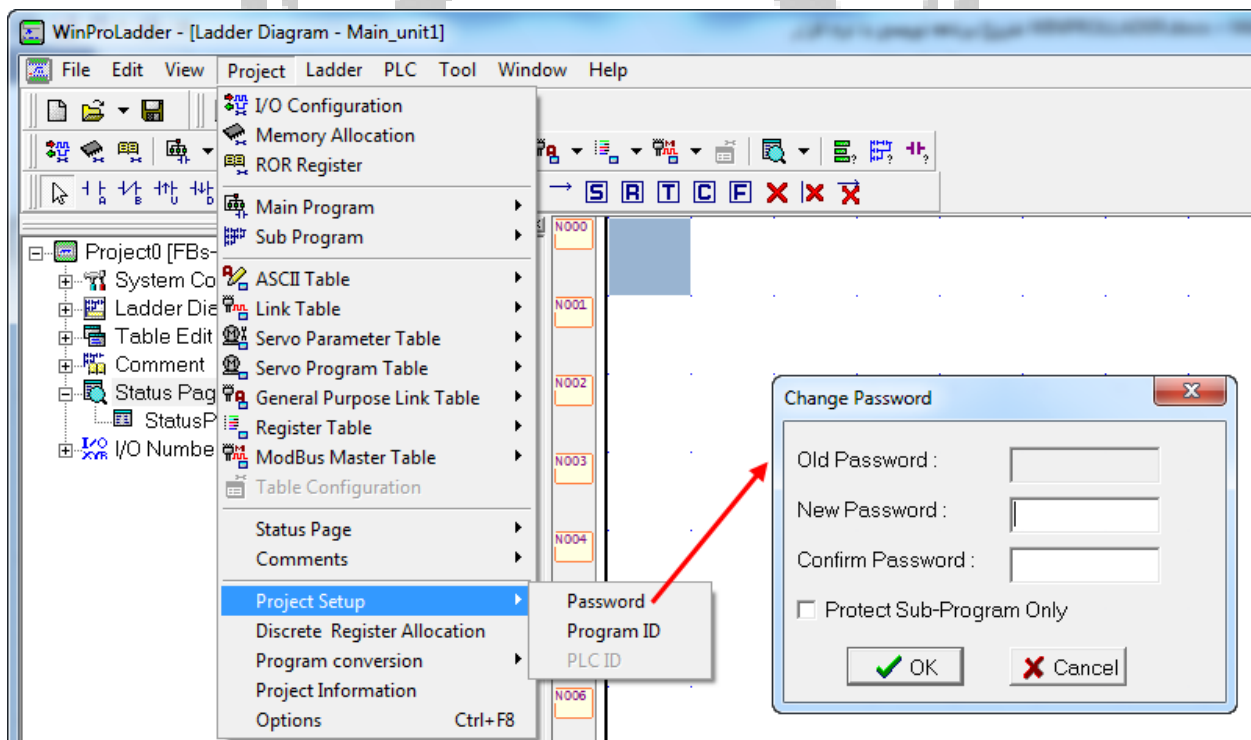 WinProLadder - [Ladder Diagram - Main_unit1]
File Edit View Project Ladder PLC Tool Window Help
I/O Configuration
Memory Allocation
ROR Register
Main Program
Sub Program
ASCII Table
Link Table
Servo Parameter Table
Servo Program Table
General Purpose Link Table
Register Table
ModBus Master Table
Table Configuration
Status Page
Comments
Project Setup
Discrete Register Allocation
Program conversion
Project Information
Options Ctrl+F8
Password
Program ID
PLC ID
A B U D S R T C F
Project0 [FBs-
System Co
Ladder Dia
Table Edit
Comment
Status Pag
StatusP
I/O Numbe
N000
N001
N002
N003
N004
N006
Change Password
Old Password :
New Password :
Confirm Password :
Protect Sub-Program Only
OK Cancel